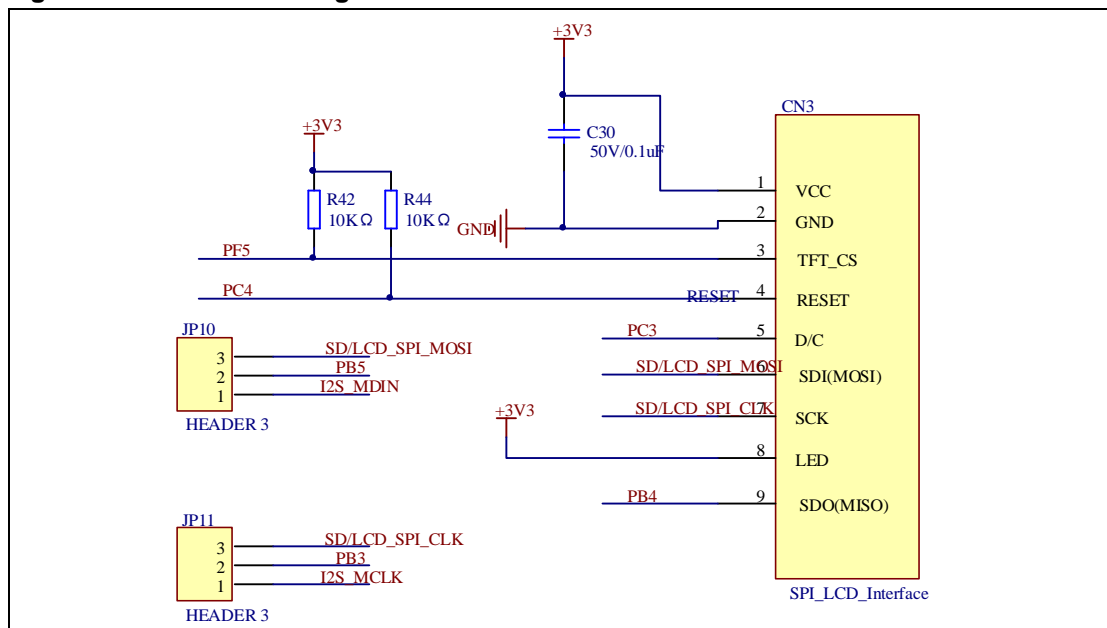 +3V3
CN3
+3V3
C30
50V/0.1uF
R42
10KΩ
R44
10KΩ
GND
1 VCC
2 GND
PF5
3 TFT_CS
PC4
RESET 4 RESET
PC3 5 D/C
JP10
3 SD/LCD_SPI_MOSI
2 PB5
1 I2S_MDIN
HEADER 3
SD/LCD_SPI_MOSI 6 SDI(MOSI)
SD/LCD_SPI_CLK 7 SCK
+3V3
8 LED
PB4 9 SDO(MISO)
JP11
3 SD/LCD_SPI_CLK
2 PB3
1 I2S_MCLK
HEADER 3
SPI_LCD_Interface